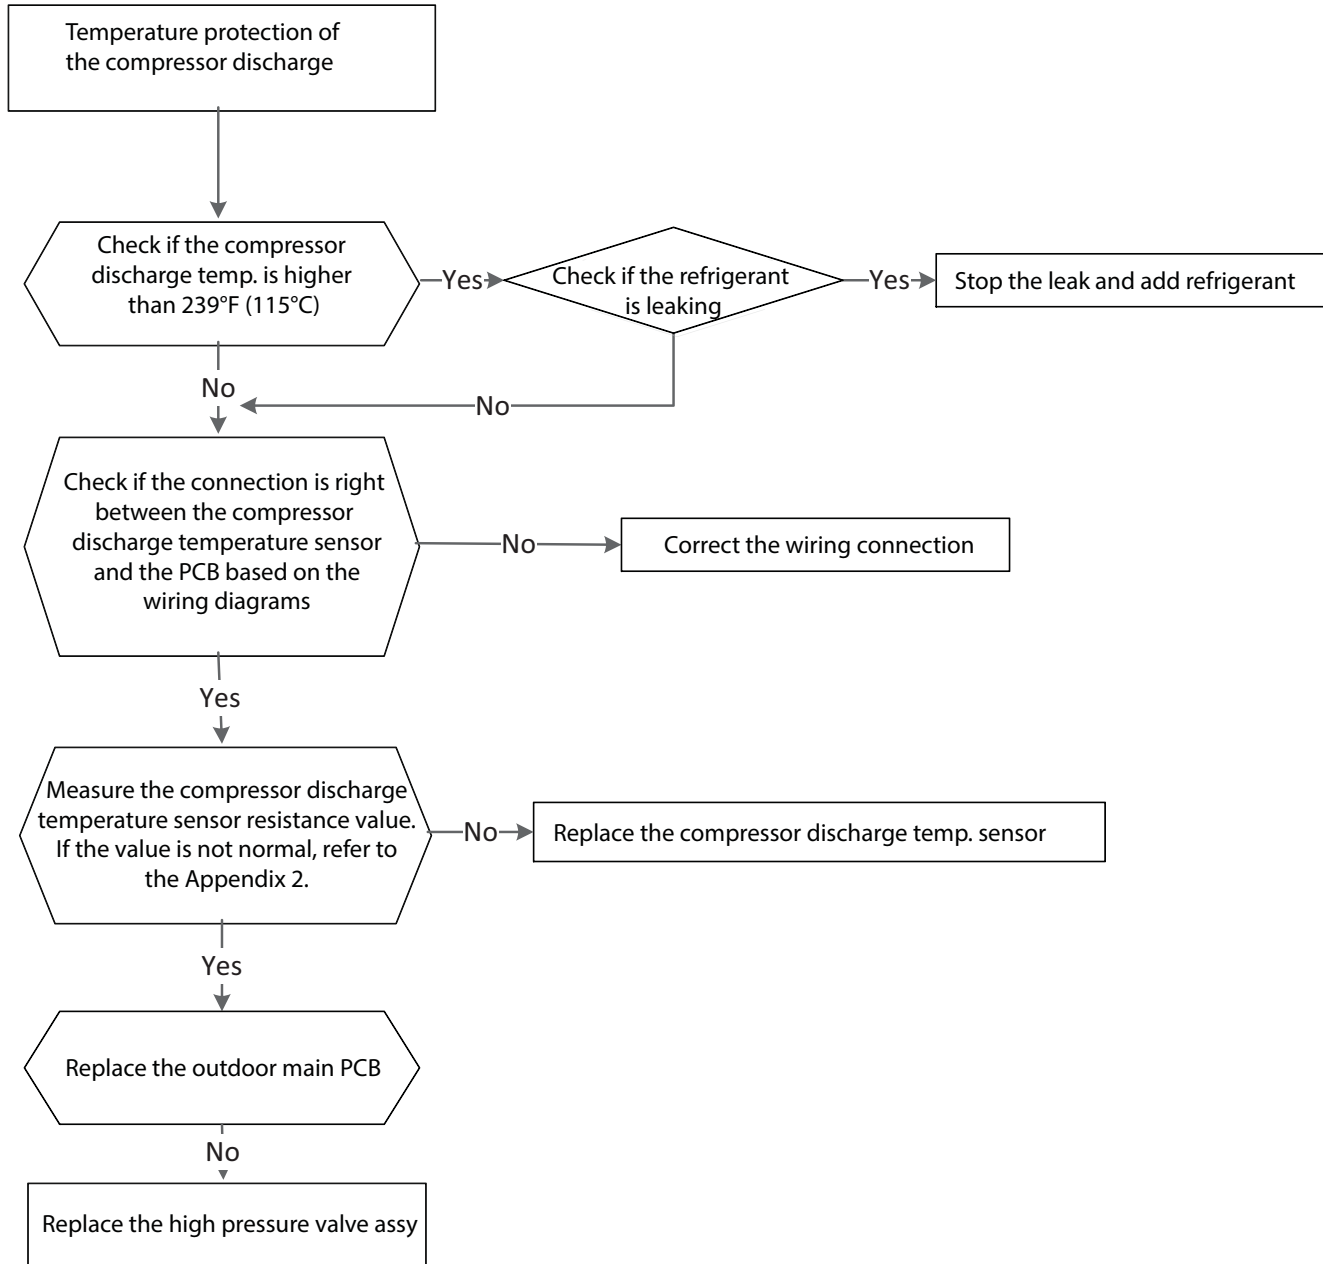 Temperature protection of
the compressor discharge
Check if the compressor
discharge temp. is higher
than 239°F (115°C)
Yes
Check if the refrigerant
is leaking
Yes
Stop the leak and add refrigerant
No
No
Check if the connection is right
between the compressor
discharge temperature sensor
and the PCB based on the
wiring diagrams
No
Correct the wiring connection
Yes
Measure the compressor discharge
temperature sensor resistance value.
If the value is not normal, refer to
the Appendix 2.
No
Replace the compressor discharge temp. sensor
Yes
Replace the outdoor main PCB
No
Replace the high pressure valve assy